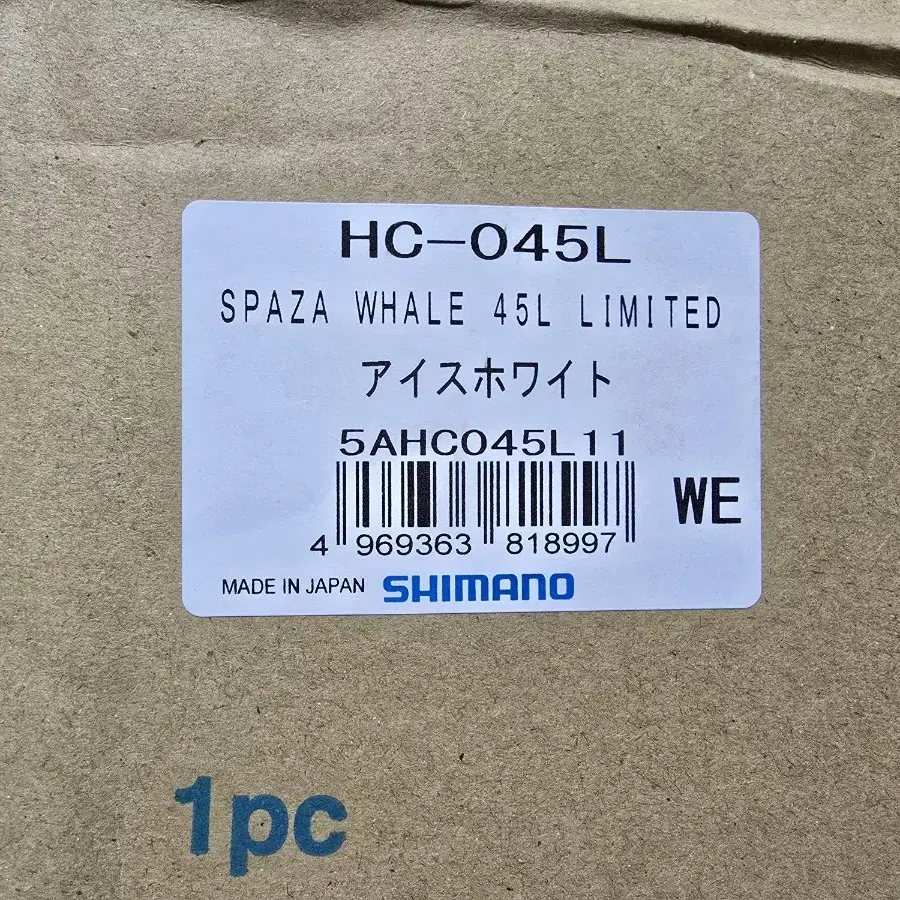 HC-045L
SPAZA WHALE 45L LIMITED
アイスホワイト
5AHC045L11
WE
4 969363 818997
MADE IN JAPAN SHIMANO
1pc